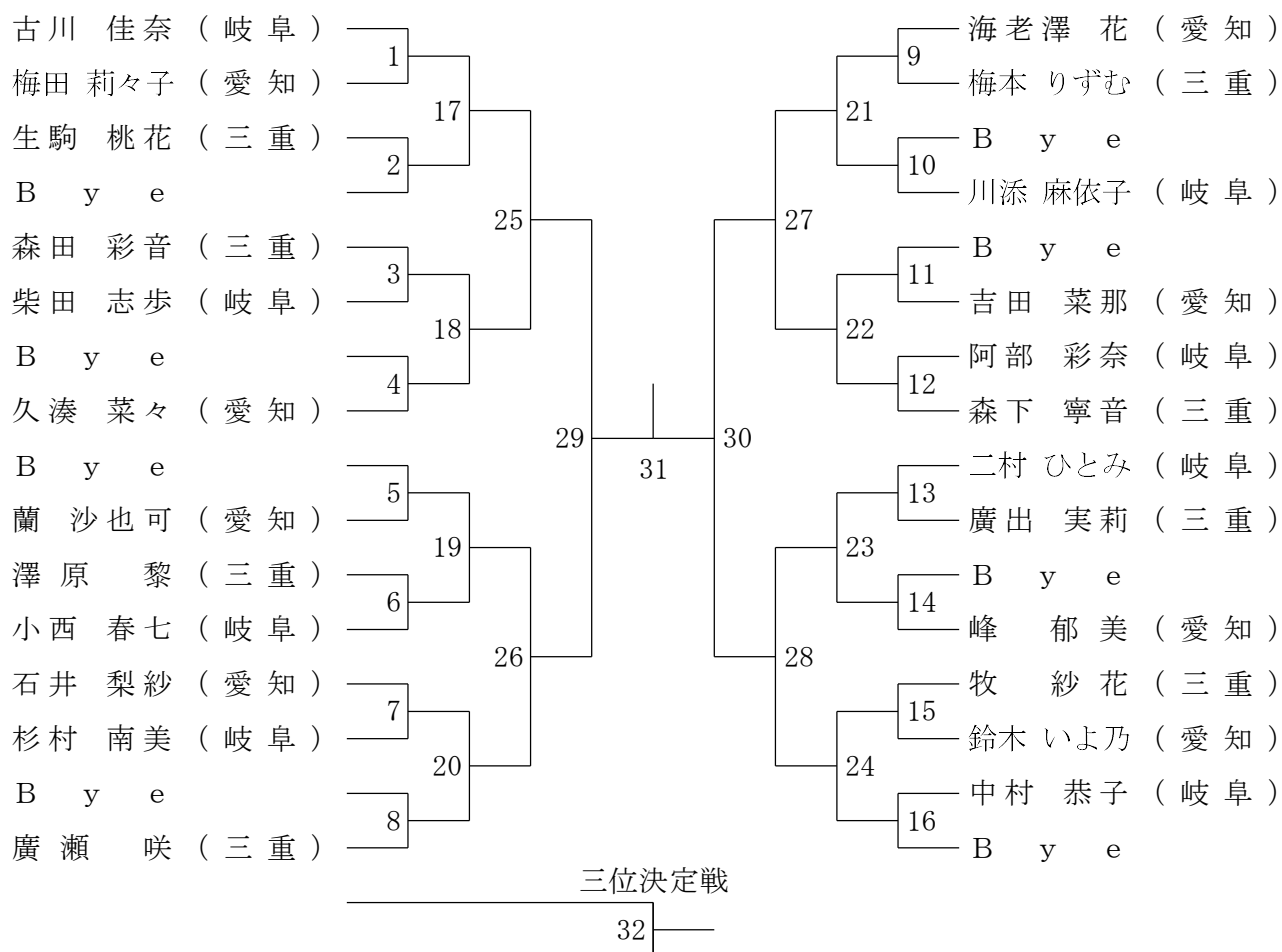 古川 佳奈 (岐阜)
梅田 莉々子 (愛知)
生駒 桃花 (三重)
Bye
森田 彩音 (三重)
柴田 志歩 (岐阜)
Bye
久湊 菜々 (愛知)
Bye
蘭 沙也可 (愛知)
澤原 黎 (三重)
小西 春七 (岐阜)
石井 梨紗 (愛知)
杉村 南美 (岐阜)
Bye
廣瀬 咲 (三重)
1
2
3
4
5
6
7
8
17
18
19
20
25
26
29
31
30
27
28
21
22
23
24
9
10
11
12
13
14
15
16
海老澤 花 (愛知)
梅本 りずむ (三重)
Bye
川添 麻依子 (岐阜)
Bye
吉田 菜那 (愛知)
阿部 彩奈 (岐阜)
森下 寧音 (三重)
二村 ひとみ (岐阜)
廣出 実莉 (三重)
Bye
峰 郁美 (愛知)
牧 紗花 (三重)
鈴木 いよ乃 (愛知)
中村 恭子 (岐阜)
Bye
三位決定戦
32